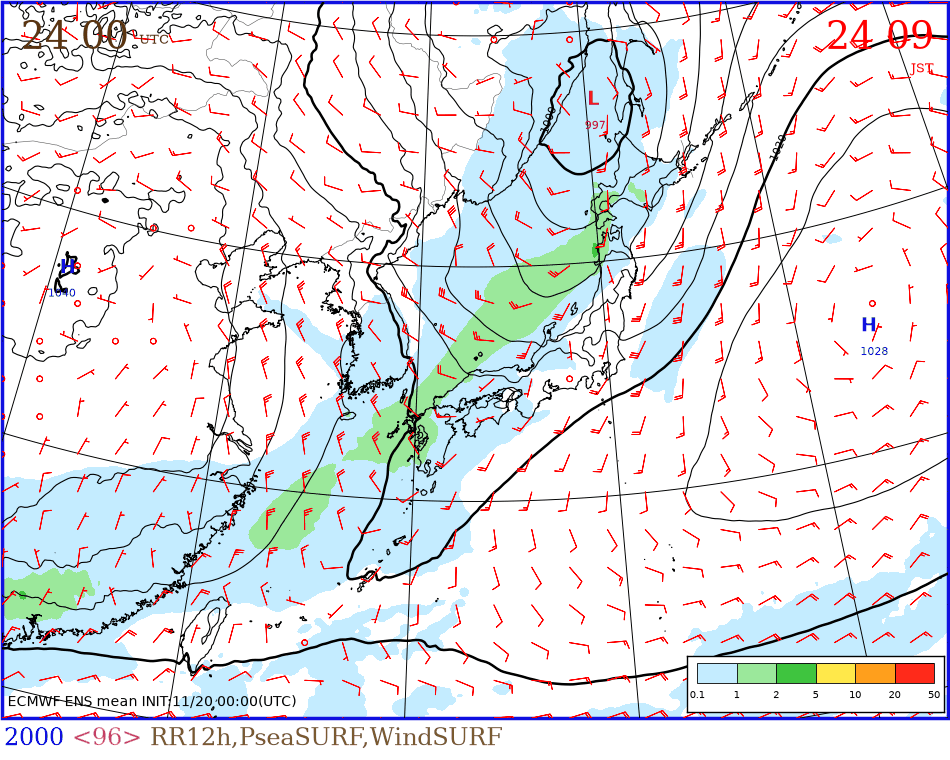 24 00 UTC
24 09
JST
L
997
1000
1020
H
1040
H
1028
0.1 1 2 5 10 20 50
ECMWF ENS mean INIT:11/20 00:00(UTC)
2000 <96> RR12h,PseaSURF,WindSURF